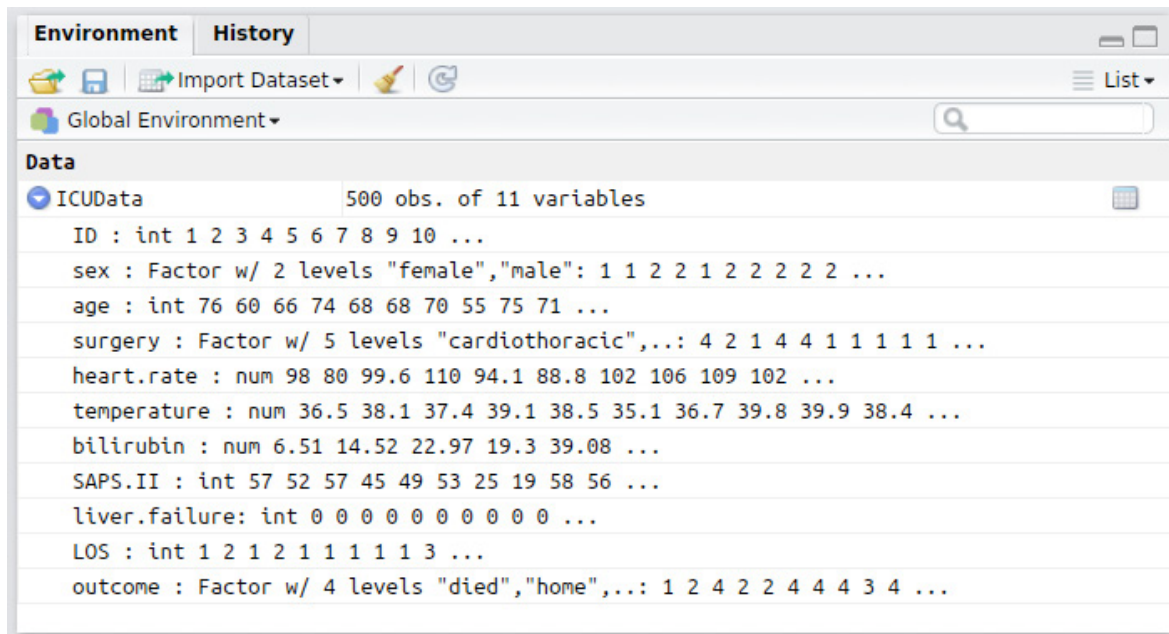 Environment History
Import Dataset List
Global Environment
Data
ICUData 500 obs. of 11 variables
ID : int 1 2 3 4 5 6 7 8 9 10 ...
sex : Factor w/ 2 levels "female","male": 1 1 2 2 1 2 2 2 2 2 ...
age : int 76 60 66 74 68 68 70 55 75 71 ...
surgery : Factor w/ 5 levels "cardiothoracic",..: 4 2 1 4 4 1 1 1 1 1 ...
heart.rate : num 98 80 99.6 110 94.1 88.8 102 106 109 102 ...
temperature : num 36.5 38.1 37.4 39.1 38.5 35.1 36.7 39.8 39.9 38.4 ...
bilirubin : num 6.51 14.52 22.97 19.3 39.08 ...
SAPS.II : int 57 52 57 45 49 53 25 19 58 56 ...
liver.failure: int 0 0 0 0 0 0 0 0 0 0 ...
LOS : int 1 2 1 2 1 1 1 1 1 3 ...
outcome : Factor w/ 4 levels "died","home",..: 1 2 4 2 2 4 4 4 3 4 ...